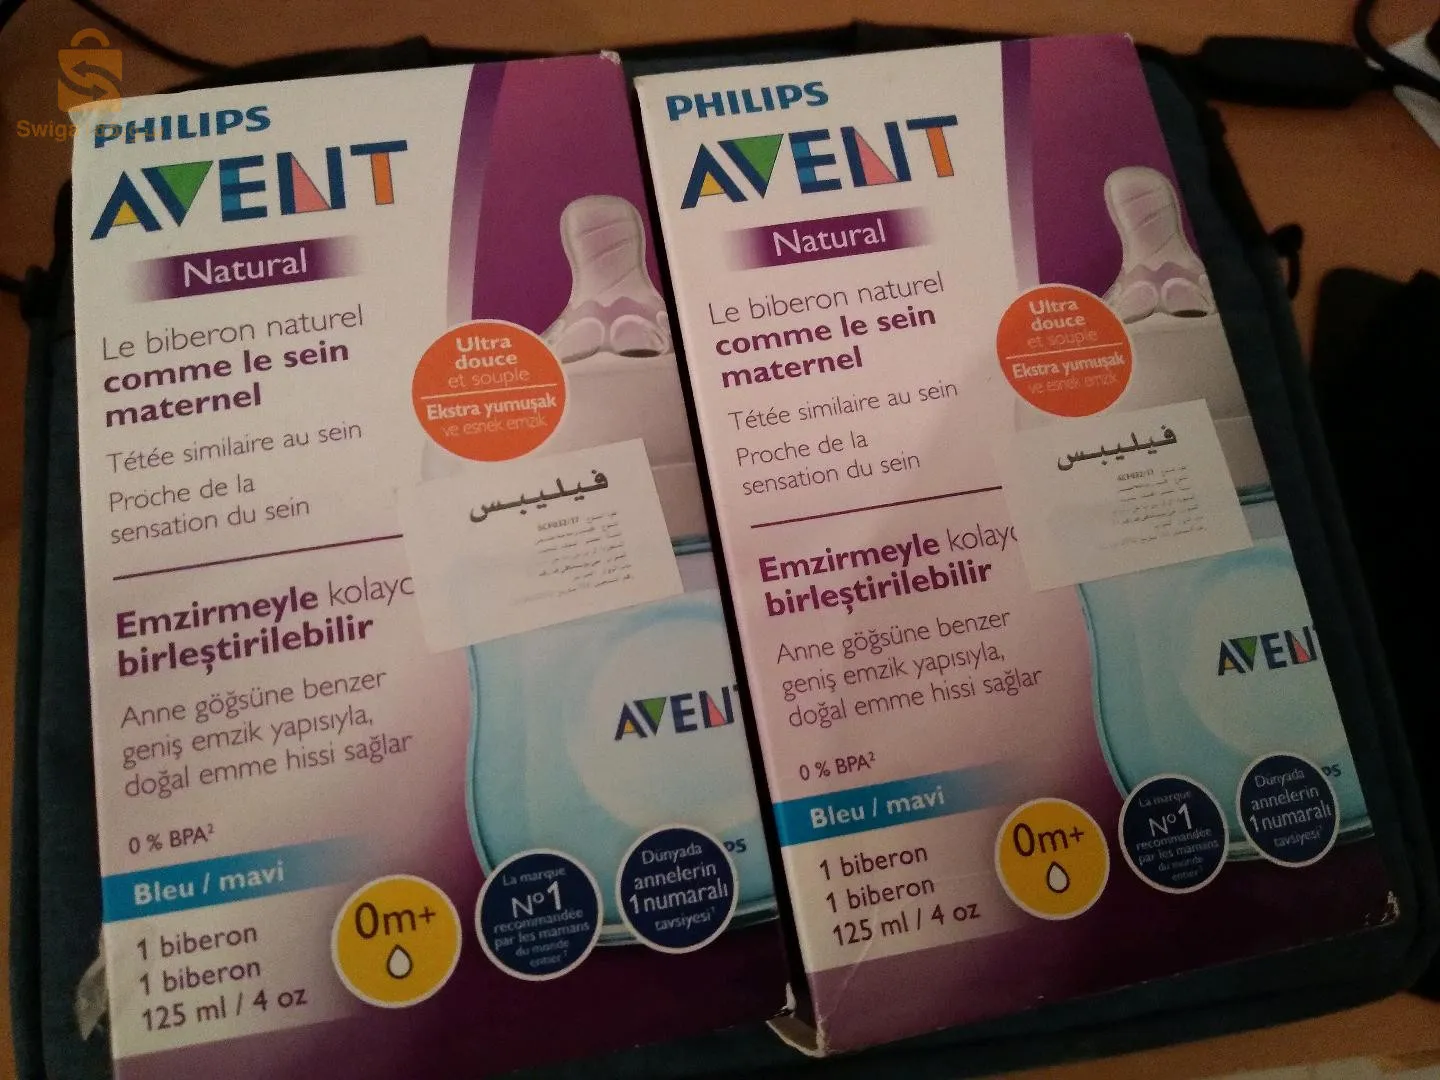 PHILIPS
AVENT
Natural
Le biberon naturel
comme le sein
maternel
Tétée similaire au sein
Proche de la
sensation du sein
Ultra
douce
et souple
Ekstra yumuşak
ve esnek emzik
فيليبس
Emzirmeyle kolayc
birleştirilebilir
Anne göğsüne benzer
geniş emzik yapısıyla,
doğal emme hissi sağlar
AVEN
0 % BPA²
Bleu / mavi
1 biberon
1 biberon
125 ml / 4 oz
0m+
La marque
N°1
recommandée
par les mamans
du monde
entier¹
Dünyada
annelerin
1 numaralı
tavsiyesi¹
PHILIPS
AVENT
Natural
Le biberon naturel
comme le sein
maternel
Tétée similaire au sein
Proche de la
sensation du sein
Ultra
douce
et souple
Ekstra yumuşak
ve esnek emzik
فيليبس
Emzirmeyle kolayc
birleştirilebilir
Anne göğsüne benzer
geniş emzik yapısıyla,
doğal emme hissi sağlar
AVEN
0 % BPA²
Bleu / mavi
1 biberon
1 biberon
125 ml / 4 oz
0m+
La marque
N°1
recommandée
par les mamans
du monde
entier¹
Dünyada
annelerin
1 numaralı
tavsiyesi¹